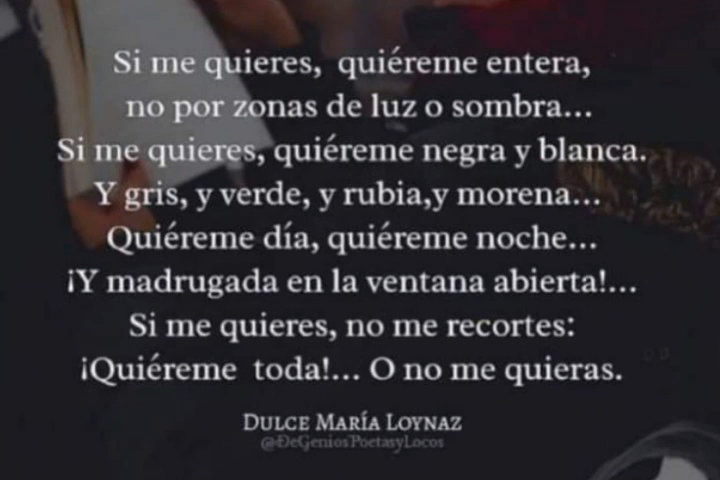 Si me quieres, quiéreme entera,
no por zonas de luz o sombra...
Si me quieres, quiéreme negra y blanca.
Y gris, y verde, y rubia,y morena...
Quiéreme día, quiéreme noche...
¡Y madrugada en la ventana abierta!...
Si me quieres, no me recortes:
¡Quiéreme toda!... O no me quieras.
DULCE MARÍA LOYNAZ
@DeGeniosPoetasyLocos